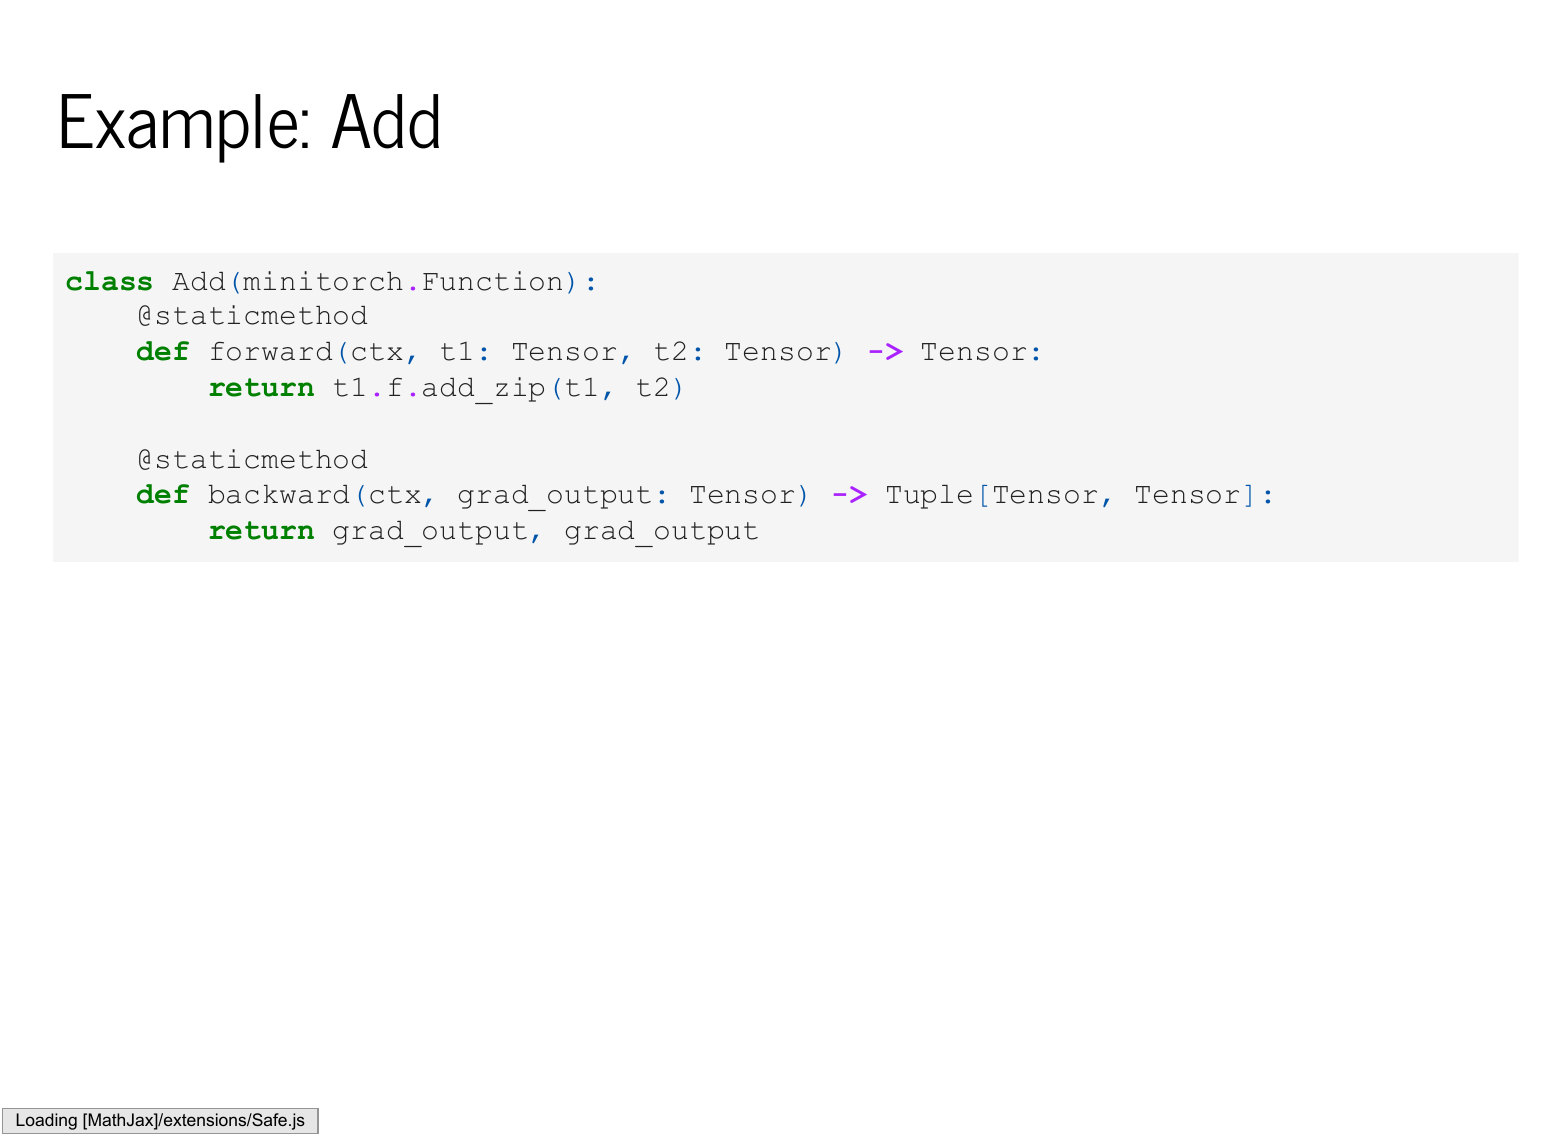 Example: Add
class Add(minitorch.Function):
    @staticmethod
    def forward(ctx, t1: Tensor, t2: Tensor) -> Tensor:
        return t1.f.add_zip(t1, t2)

    @staticmethod
    def backward(ctx, grad_output: Tensor) -> Tuple[Tensor, Tensor]:
        return grad_output, grad_output
Loading [MathJax]/extensions/Safe.js